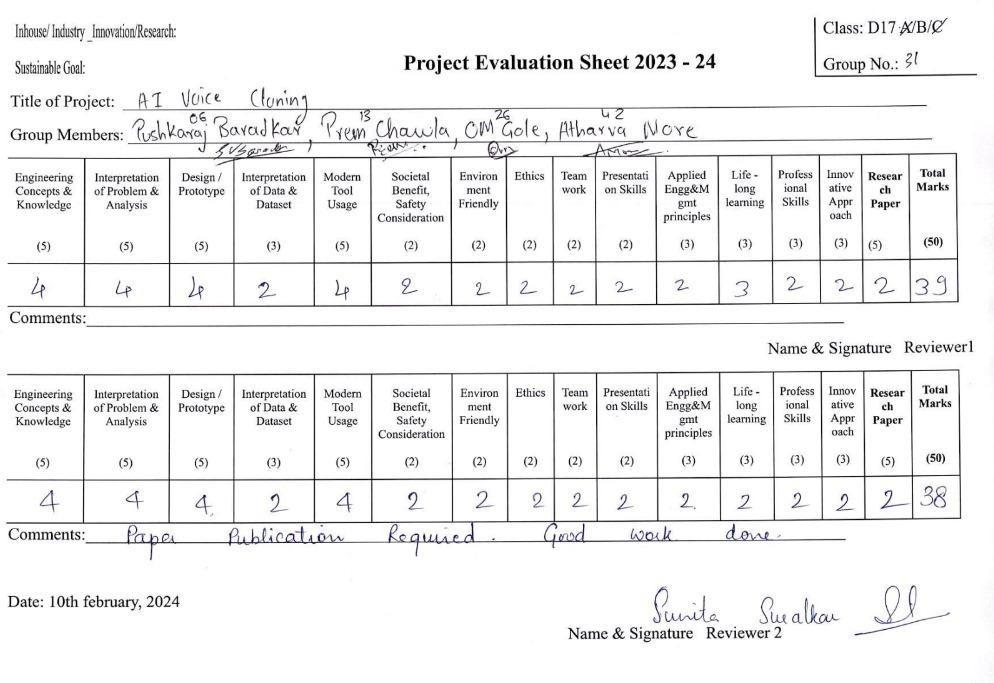 Inhouse/ Industry _Innovation/Research:
Class: D17 A/B/C
Sustainable Goal:
Project Evaluation Sheet 2023 - 24
Group No.: 31
Title of Project: AI Voice Cloning
06 13 26 42
Group Members: Pushkaraj Baradkar, Prem Chawla, OM Gole, Atharva More
Engineering Concepts & Knowledge (5) Interpretation of Problem & Analysis (5) Design / Prototype (5) Interpretation of Data & Dataset (3) Modern Tool Usage (5) Societal Benefit, Safety Consideration (2) Environ ment Friendly (2) Ethics (2) Team work (2) Presentati on Skills (2) Applied Engg&M gmt principles (3) Life - long learning (3) Profess ional Skills (3) Innov ative Appr oach (3) Resear ch Paper (5) Total Marks (50)
4 4 4 2 4 2 2 2 2 2 2 3 2 2 2 39
Comments:
Name & Signature Reviewer1
Engineering Concepts & Knowledge (5) Interpretation of Problem & Analysis (5) Design / Prototype (5) Interpretation of Data & Dataset (3) Modern Tool Usage (5) Societal Benefit, Safety Consideration (2) Environ ment Friendly (2) Ethics (2) Team work (2) Presentati on Skills (2) Applied Engg&M gmt principles (3) Life - long learning (3) Profess ional Skills (3) Innov ative Appr oach (3) Resear ch Paper (5) Total Marks (50)
4 4 4 2 4 2 2 2 2 2 2 2 2 2 2 38
Comments: Paper Publication Required. Good work done.
Date: 10th february, 2024
Sunita
Name & Signature Reviewer 2